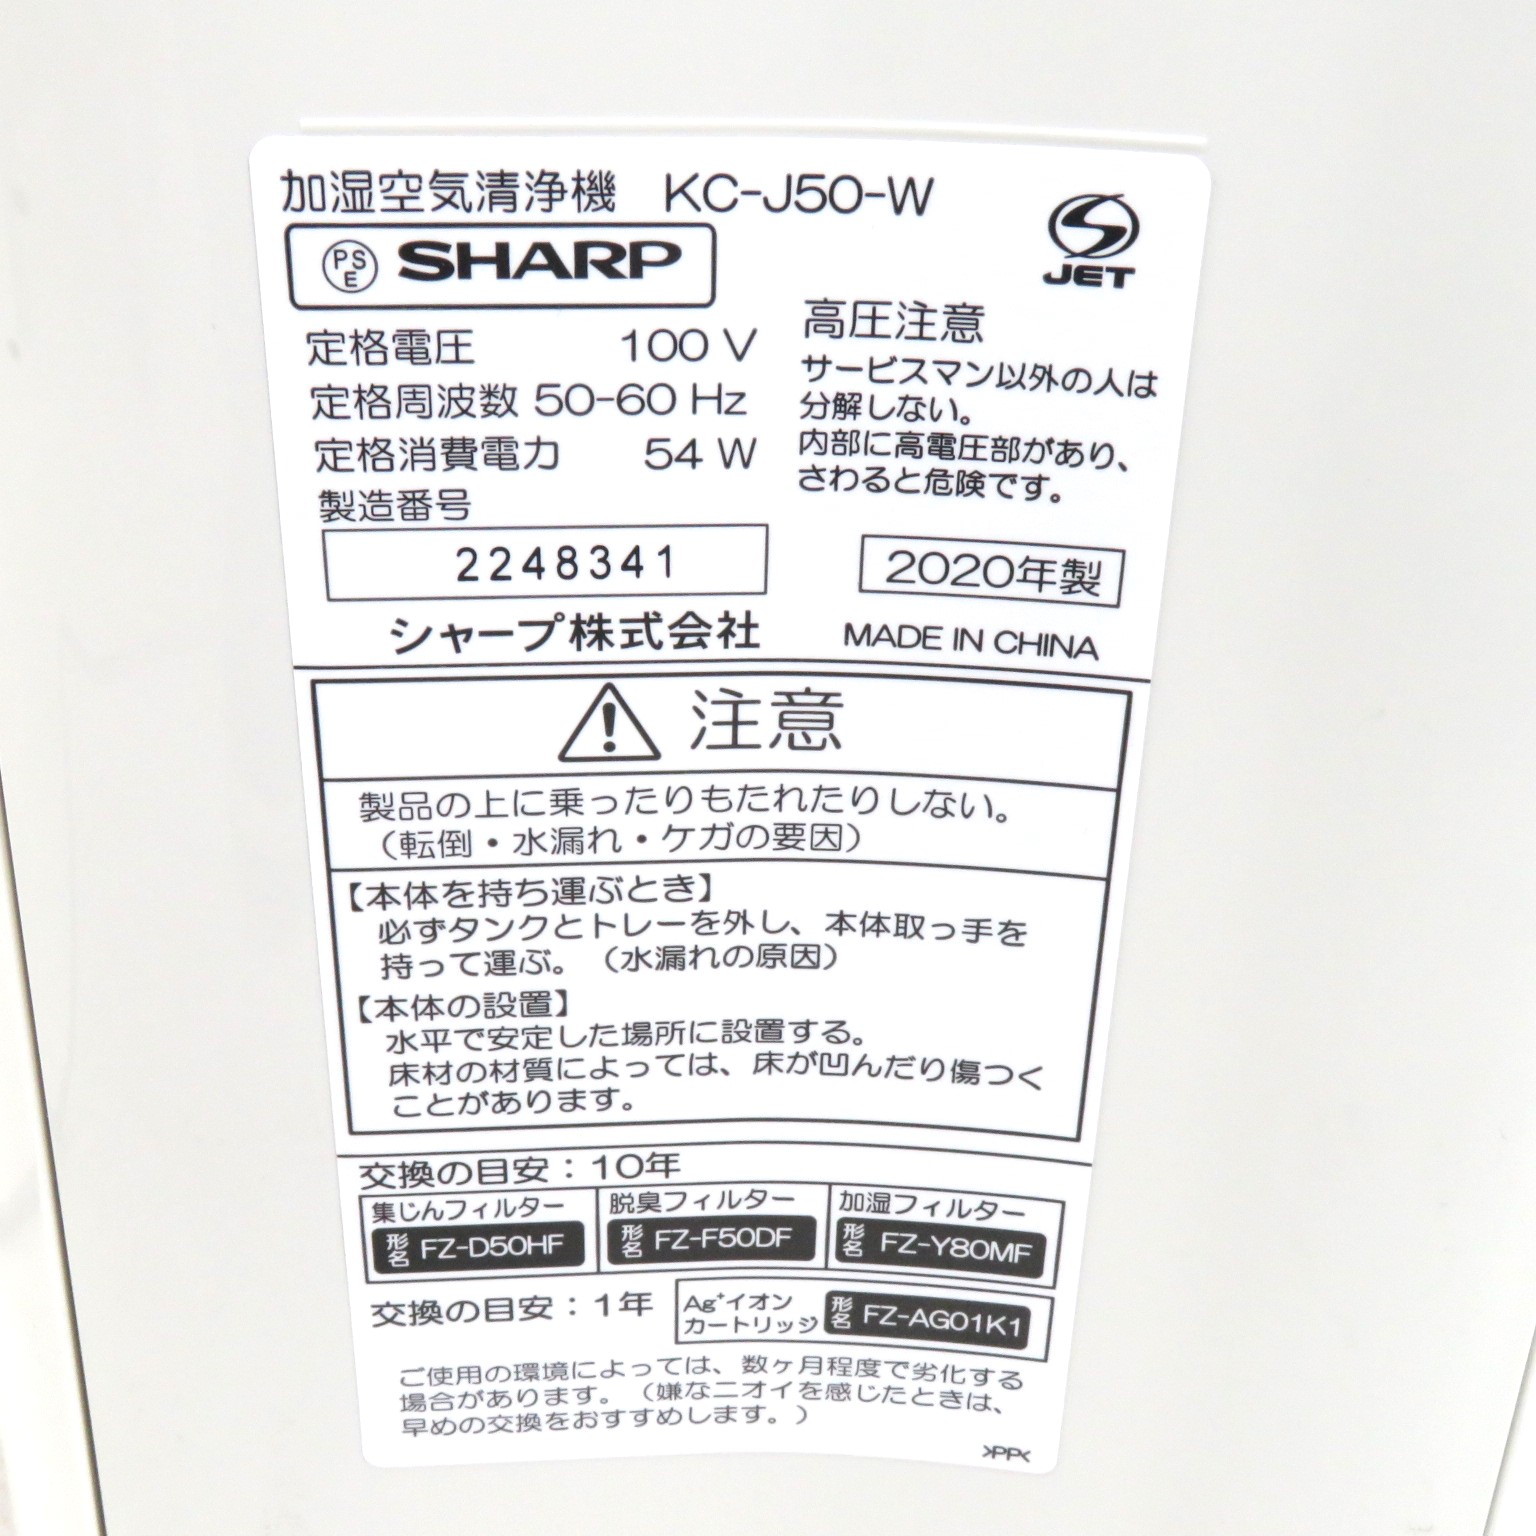 加湿空気清浄機 KC-J50-W
PSE SHARP
JET
定格電圧 100 V
定格周波数 50-60 Hz
定格消費電力 54 W
製造番号
2248341
シャープ株式会社
高圧注意
サービスマン以外の人は
分解しない。
内部に高電圧部があり、
さわると危険です。
2020年製
MADE IN CHINA
注意
製品の上に乗ったりもたれたりしない。
（転倒・水漏れ・ケガの要因）
【本体を持ち運ぶとき】
必ずタンクとトレーを外し、本体取っ手を
持って運ぶ。（水漏れの原因）
【本体の設置】
水平で安定した場所に設置する。
床材の材質によっては、床が凹んだり傷つく
ことがあります。
交換の目安：10年
集じんフィルター
形名 FZ-D50HF
脱臭フィルター
形名 FZ-F50DF
加湿フィルター
形名 FZ-Y80MF
交換の目安：1年
Ag⁺イオン
カートリッジ
形名 FZ-AG01K1
ご使用の環境によっては、数ヶ月程度で劣化する
場合があります。（嫌なニオイを感じたときは、
早めの交換をおすすめします。）
>PP<